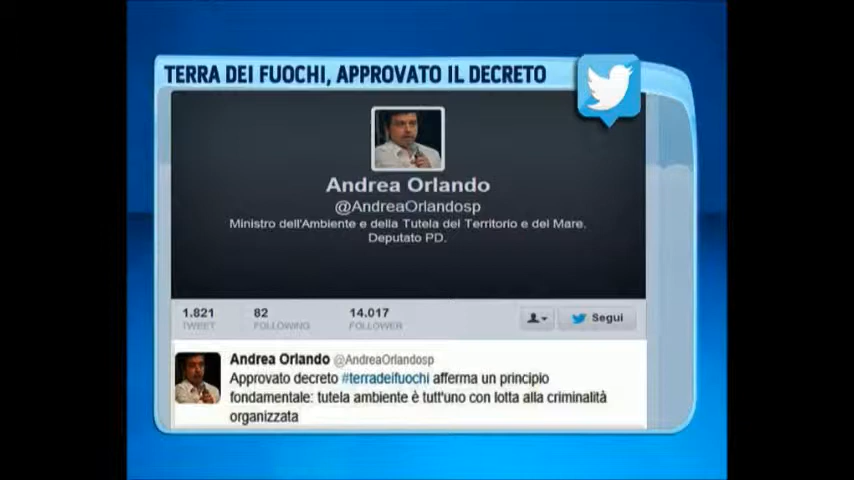 TERRA DEI FUOCHI, APPROVATO IL DECRETO
Andrea Orlando
@AndreaOrlandosp
Ministro dell'Ambiente e della Tutela del Territorio e del Mare.
Deputato PD.
1.821 82 14.017
TWEET FOLLOWING FOLLOWER
Segui
Andrea Orlando @AndreaOrlandosp
Approvato decreto #terradeifuochi afferma un principio
fondamentale: tutela ambiente è tutt'uno con lotta alla criminalità
organizzata